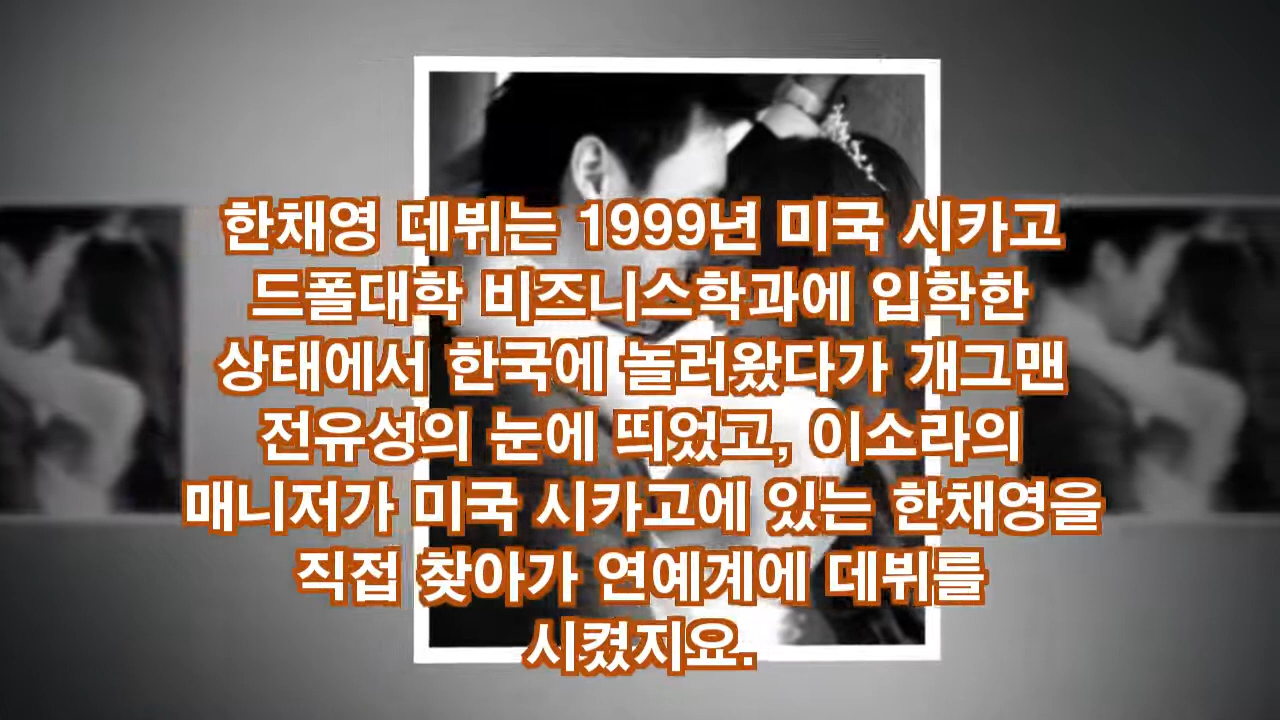 한채영 데뷔는 1999년 미국 시카고
드폴대학 비즈니스학과에 입학한
상태에서 한국에 놀러왔다가 개그맨
전유성의 눈에 띄었고, 이소라의
매니저가 미국 시카고에 있는 한채영을
직접 찾아가 연예계에 데뷔를
시켰지요.